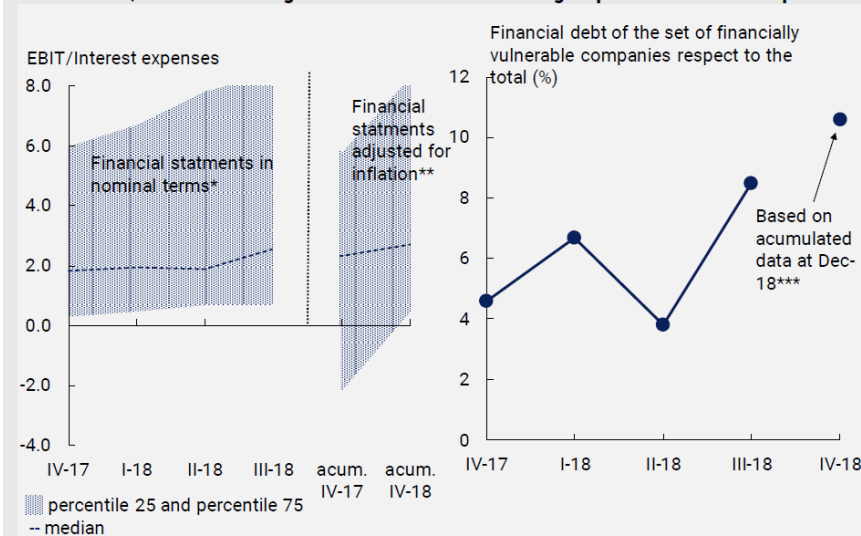 EBIT/Interest expenses
8.0
6.0
4.0
2.0
0.0
-2.0
-4.0
Financial statments in
nominal terms*
Financial
statments
adjusted for
inflation**
IV-17
I-18
II-18
III-18
acum.
IV-17
acum.
IV-18
percentile 25 and percentile 75
-- median
Financial debt of the set of financially
vulnerable companies respect to the
total (%)
12
10
8
6
4
2
0
Based on
acumulated
data at Dec-
18***
IV-17
I-18
II-18
III-18
IV-18